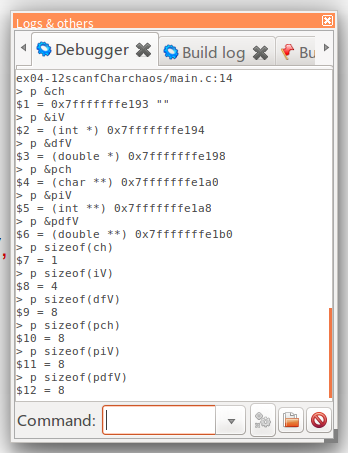 Logs & others
Debugger
Build log
Bu
ex04-12scanfCharchaos/main.c:14
> p &ch
$1 = 0x7fffffffe193 ""
> p &iV
$2 = (int *) 0x7fffffffe194
> p &dfV
$3 = (double *) 0x7fffffffe198
> p &pch
$4 = (char **) 0x7fffffffe1a0
> p &piV
$5 = (int **) 0x7fffffffe1a8
> p &pdfV
$6 = (double **) 0x7fffffffe1b0
> p sizeof(ch)
$7 = 1
> p sizeof(iV)
$8 = 4
> p sizeof(dfV)
$9 = 8
> p sizeof(pch)
$10 = 8
> p sizeof(piV)
$11 = 8
> p sizeof(pdfV)
$12 = 8
Command: